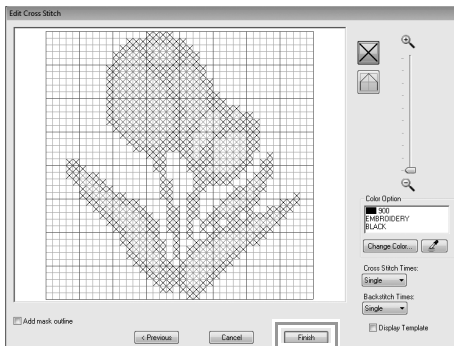 Edit Cross Stitch
Color Option
900
EMBROIDERY
BLACK
Change Color...
Cross Stitch Times:
Single
Backstitch Times:
Single
Display Template
Add mask outline
< Previous
Cancel
Finish